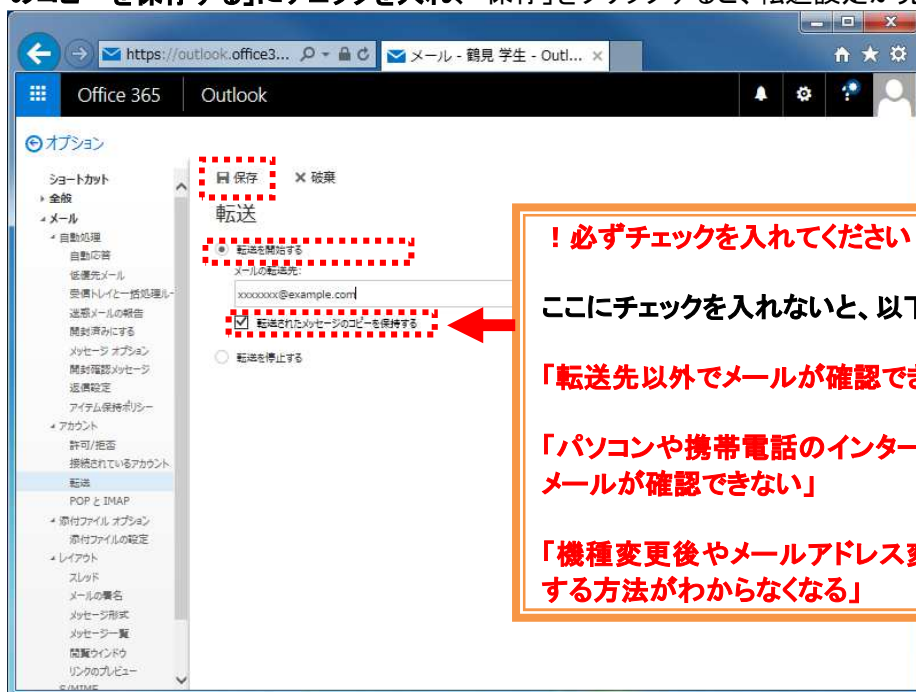 のコピーを保存する」にチェックを入れ、「保存」をクリックすると、転送設定が完
https://outlook.office3...
メール - 鶴見 学生 - Outl...
Office 365
Outlook
オプション
ショートカット
全般
メール
自動処理
自動応答
低優先メール
受信トレイと一括処理ルー
迷惑メールの報告
開封済みにする
メッセージ オプション
開封確認メッセージ
返信設定
アイテム保持ポリシー
アカウント
許可/拒否
接続されているアカウント
転送
POP と IMAP
添付ファイル オプション
添付ファイルの設定
レイアウト
スレッド
メールの署名
メッセージ形式
メッセージ一覧
閲覧ウィンドウ
リンクのプレビュー
S/MIME
保存
破棄
転送
転送を開始する
メールの転送先:
xxxxxxx@example.com
転送されたメッセージのコピーを保持する
転送を停止する
！必ずチェックを入れてください
ここにチェックを入れないと、以下
「転送先以外でメールが確認でき
「パソコンや携帯電話のインター
メールが確認できない」
「機種変更後やメールアドレス変
する方法がわからなくなる」